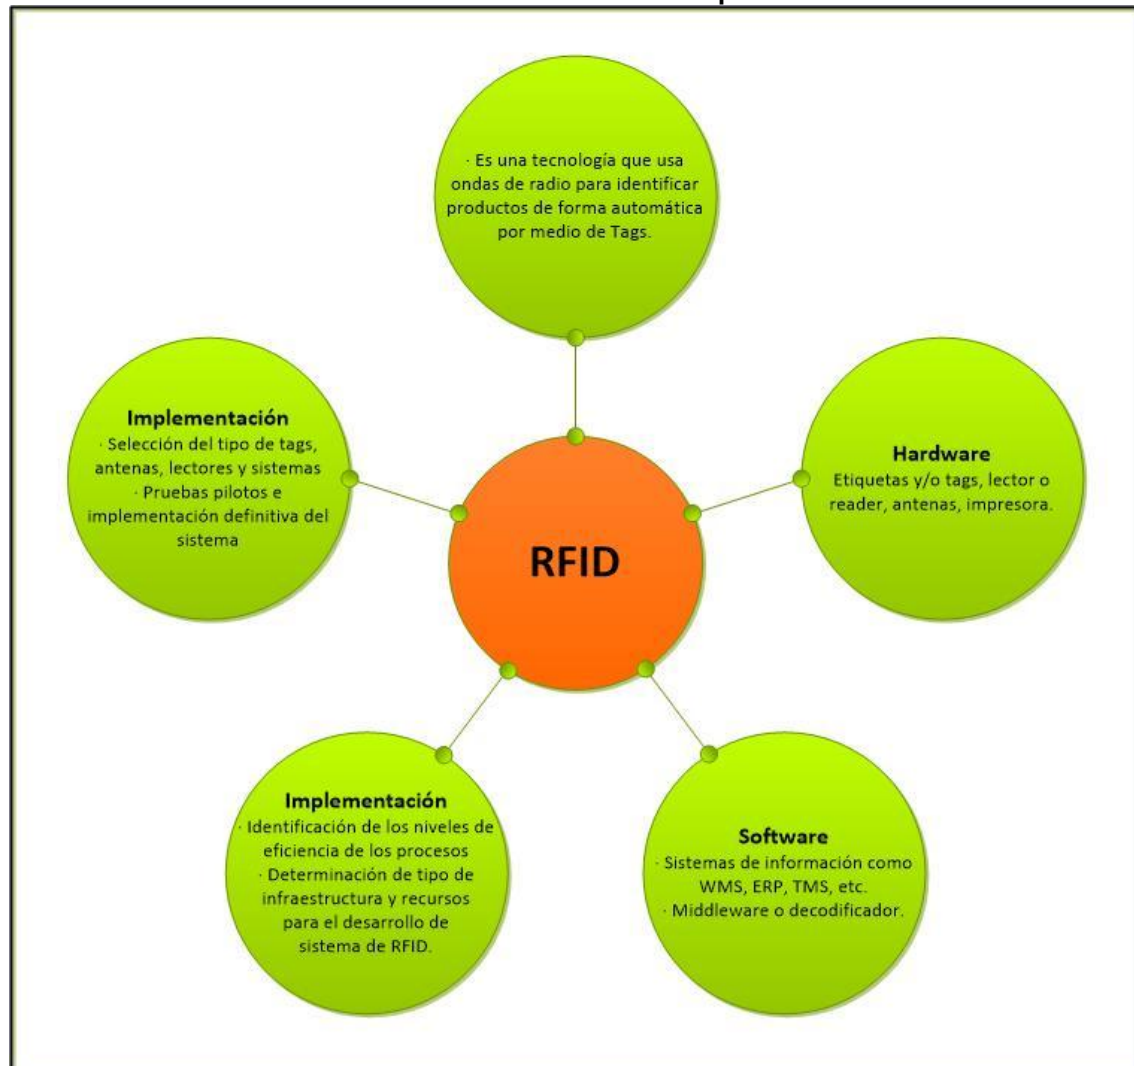 · Es una tecnología que usa
ondas de radio para identificar
productos de forma automática
por medio de Tags.
Implementación
· Selección del tipo de tags,
antenas, lectores y sistemas
· Pruebas pilotos e
implementación definitiva del
sistema
Hardware
Etiquetas y/o tags, lector o
reader, antenas, impresora.
RFID
Implementación
· Identificación de los niveles de
eficiencia de los procesos
· Determinación de tipo de
infraestructura y recursos
para el desarrollo de
sistema de RFID.
Software
· Sistemas de información como
WMS, ERP, TMS, etc.
· Middleware o decodificador.